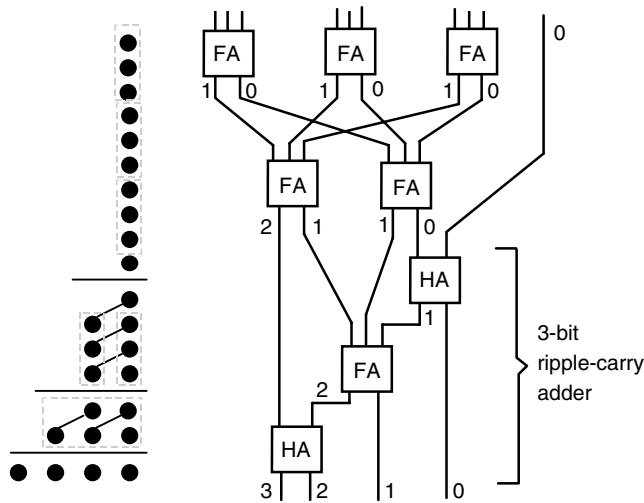 0
FA FA FA
1 0 1 0 1 0
FA FA
2 1 1 0
HA
1
3-bit
ripple-carry
adder
FA
2
HA
3 2 1 0